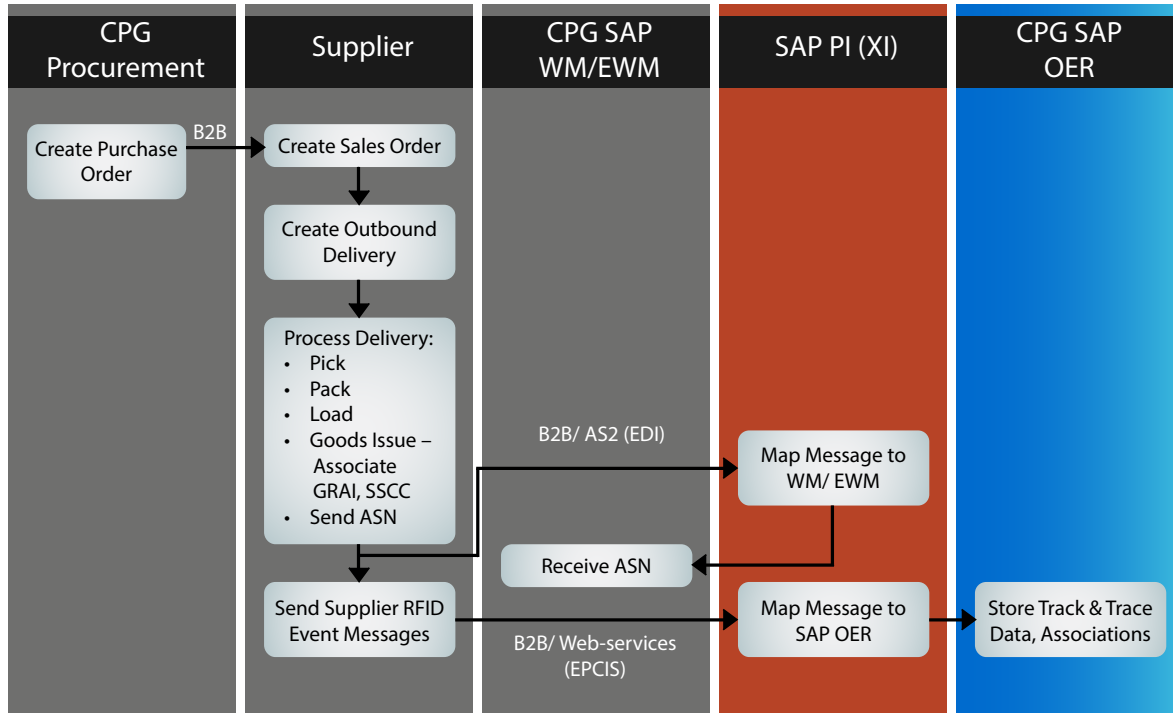 CPG
Procurement
Supplier
CPG SAP
WM/EWM
SAP PI (XI)
CPG SAP
OER
Create Purchase
Order
B2B
Create Sales Order
Create Outbound
Delivery
Process Delivery:
• Pick
• Pack
• Load
• Goods Issue –
Associate
GRAI, SSCC
• Send ASN
B2B/ AS2 (EDI)
Map Message to
WM/ EWM
Receive ASN
Send Supplier RFID
Event Messages
B2B/ Web-services
(EPCIS)
Map Message to
SAP OER
Store Track & Trace
Data, Associations